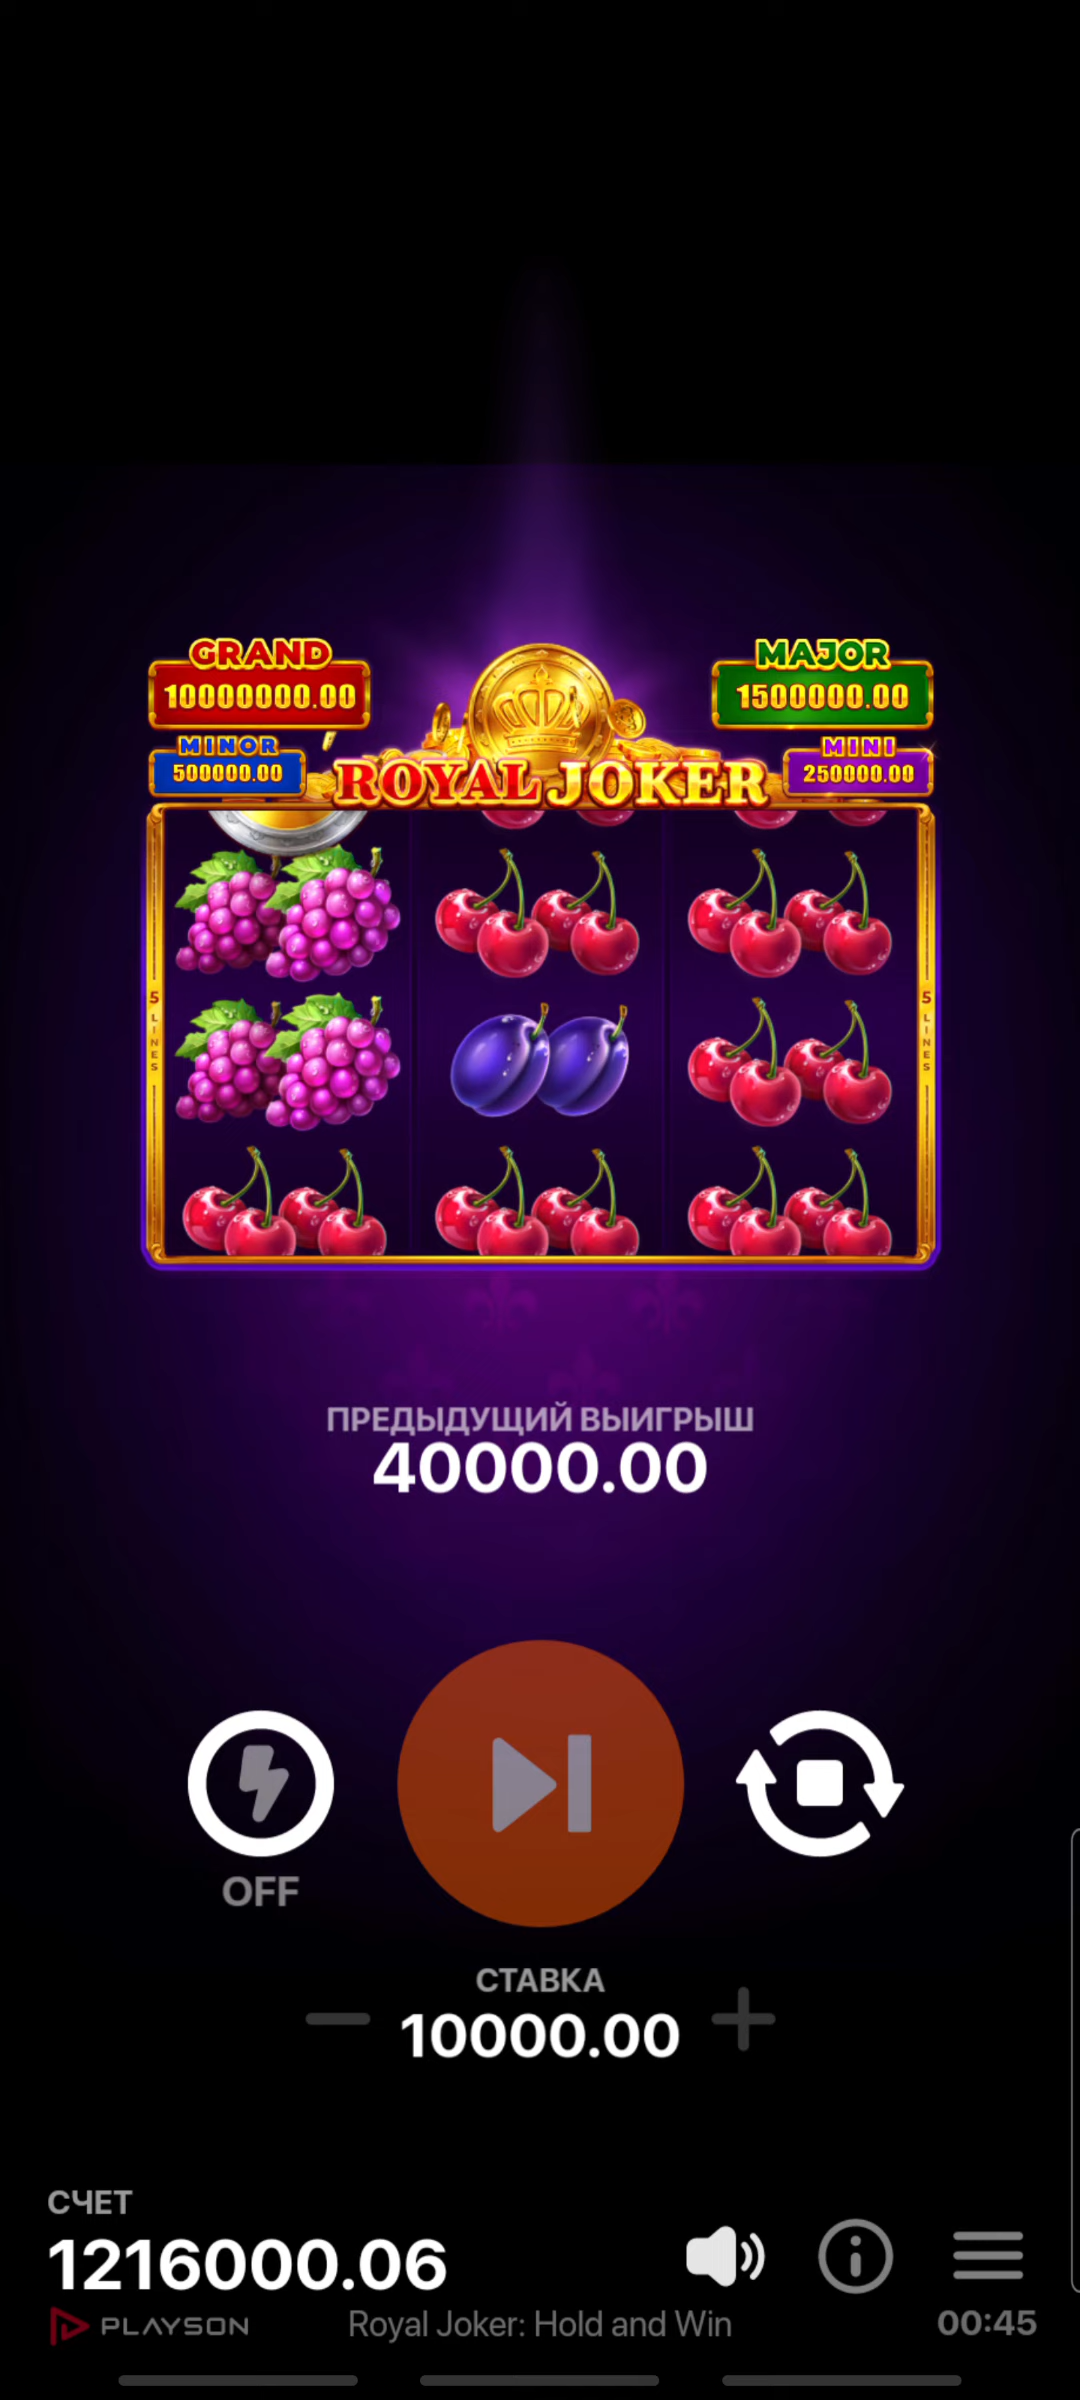 GRAND
10000000.00
MAJOR
1500000.00
MINOR
500000.00
MINI
250000.00
ROYAL JOKER
5 LINES
5 LINES
ПРЕДЫДУЩИЙ ВЫИГРЫШ
40000.00
OFF
СТАВКА
10000.00
СЧЕТ
1216000.06
PLAYSON
Royal Joker: Hold and Win
00:45